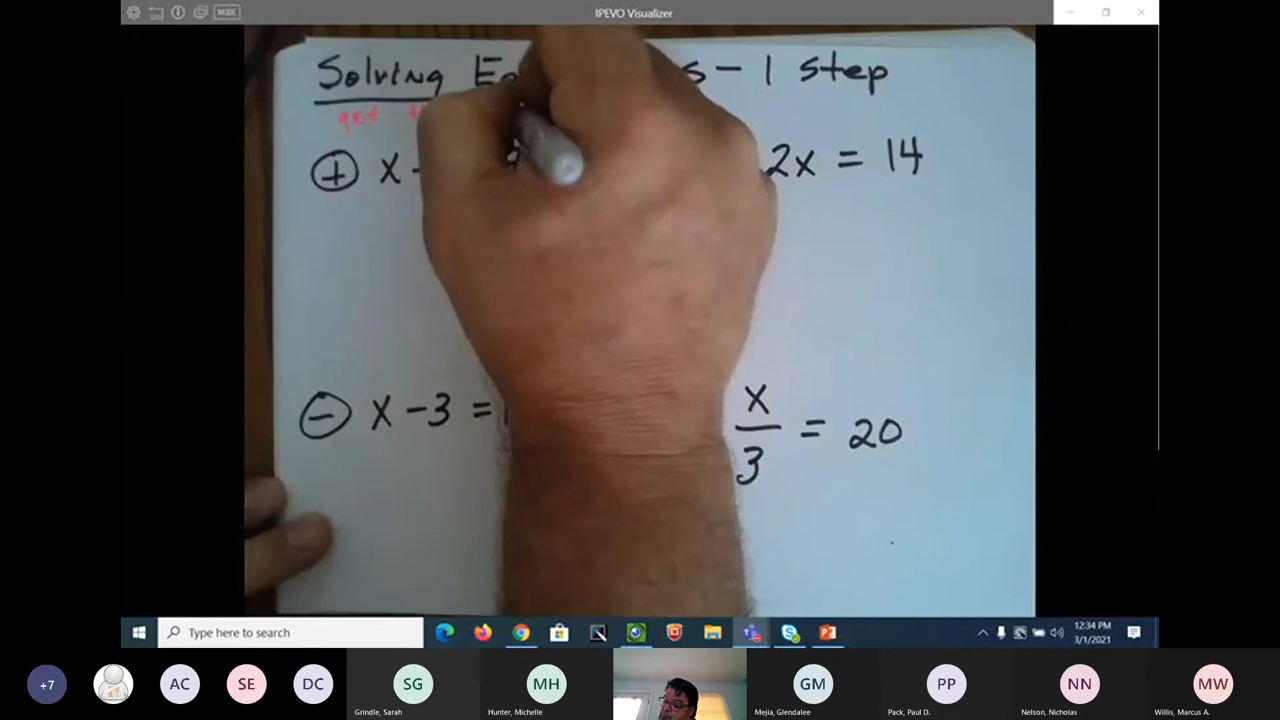 IPEVO Visualizer
MODE
Solving
s - 1 step
get
+ x -
2x = 14
- x - 3 =
x
3
= 20
Type here to search
12:34 PM
3/1/2021
+7
AC
SE
DC
SG
MH
GM
PP
NN
MW
Grindle, Sarah
Hunter, Michelle
Mejia, Glendalee
Pack, Paul D.
Nelson, Nicholas
Willis, Marcus A.